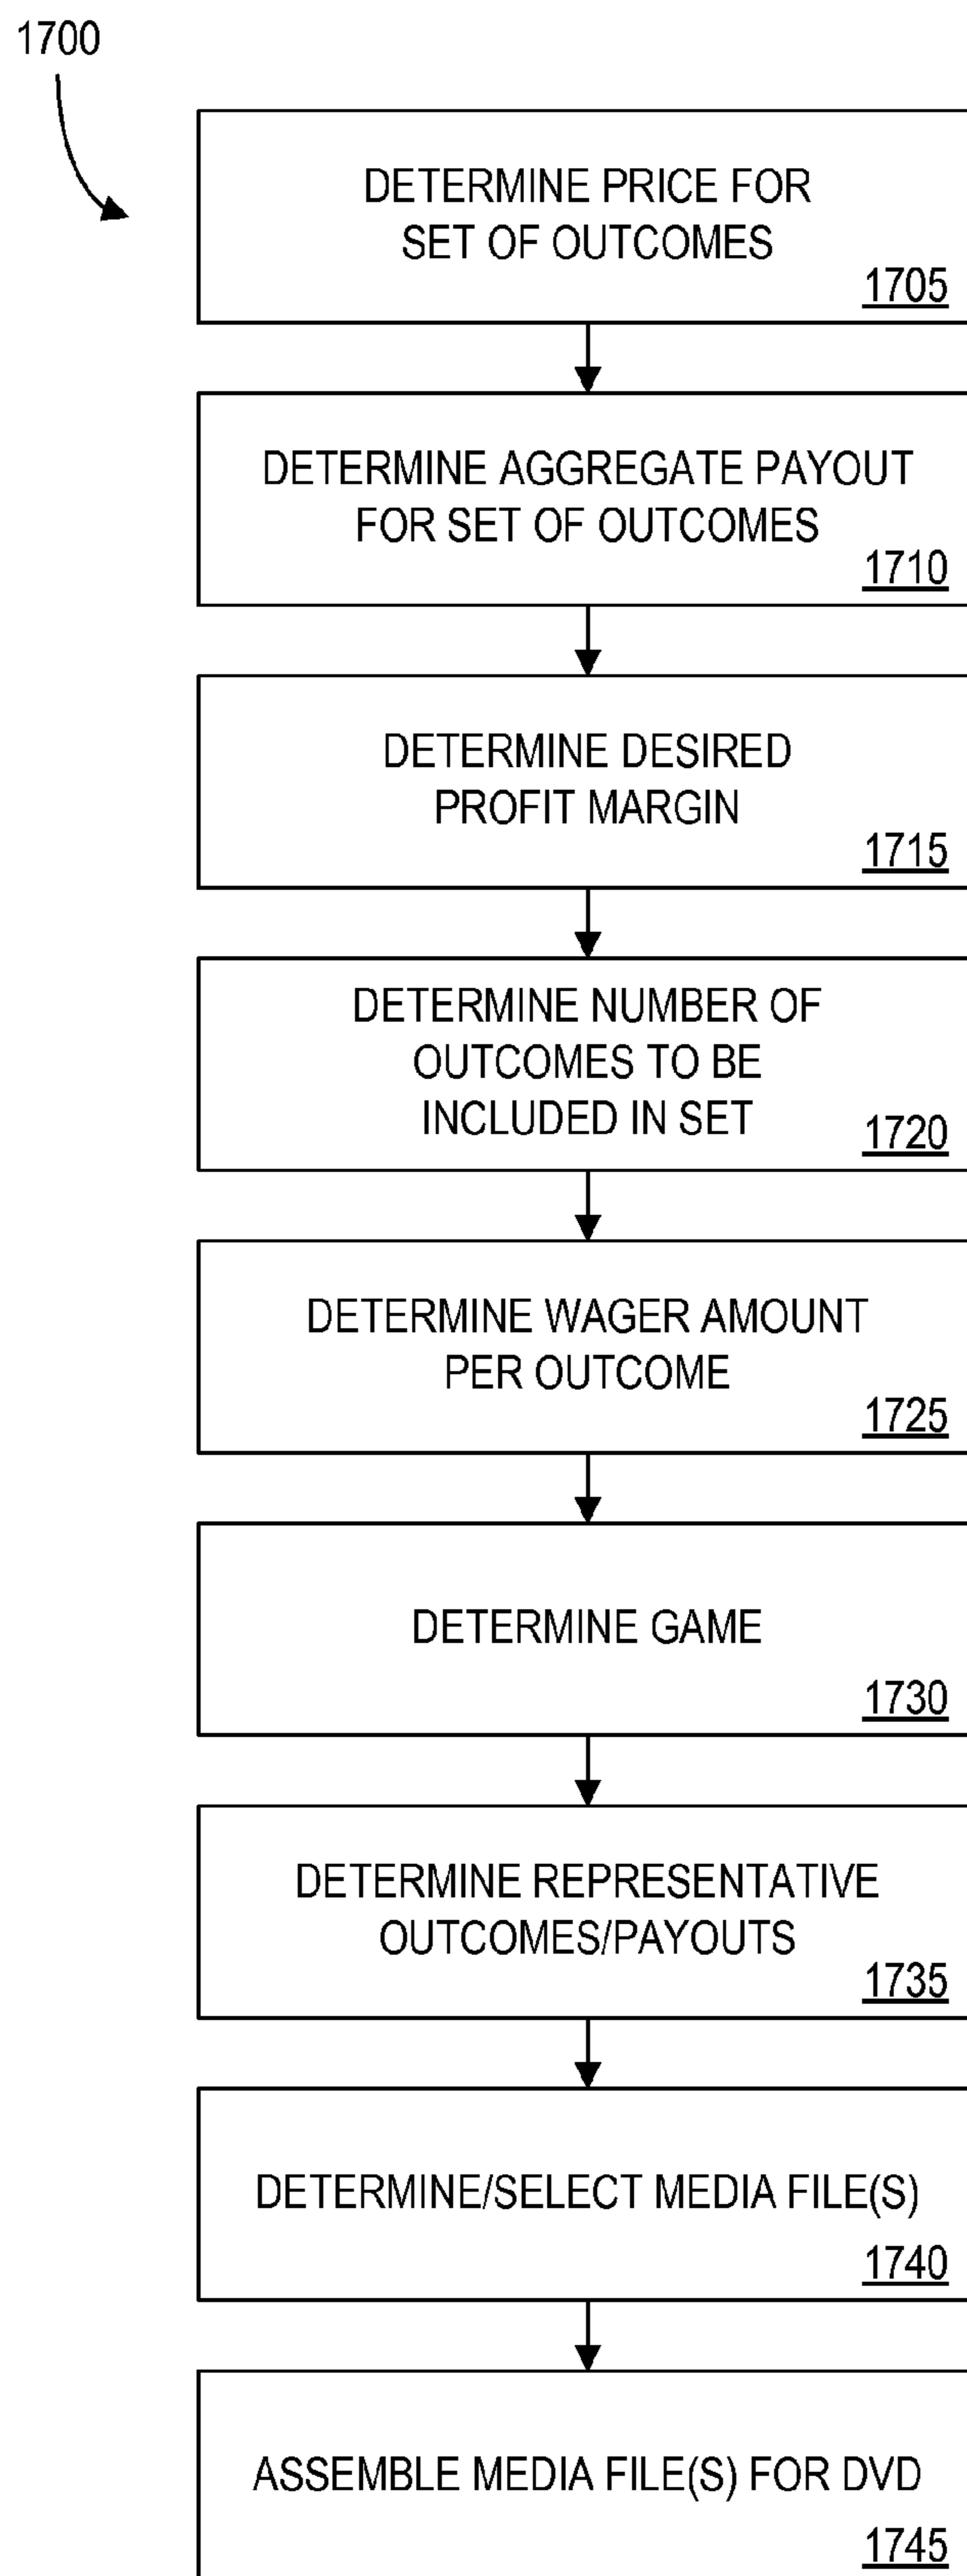 1700
DETERMINE PRICE FOR
SET OF OUTCOMES
1705
DETERMINE AGGREGATE PAYOUT
FOR SET OF OUTCOMES
1710
DETERMINE DESIRED
PROFIT MARGIN
1715
DETERMINE NUMBER OF
OUTCOMES TO BE
INCLUDED IN SET
1720
DETERMINE WAGER AMOUNT
PER OUTCOME
1725
DETERMINE GAME
1730
DETERMINE REPRESENTATIVE
OUTCOMES/PAYOUTS
1735
DETERMINE/SELECT MEDIA FILE(S)
1740
ASSEMBLE MEDIA FILE(S) FOR DVD
1745